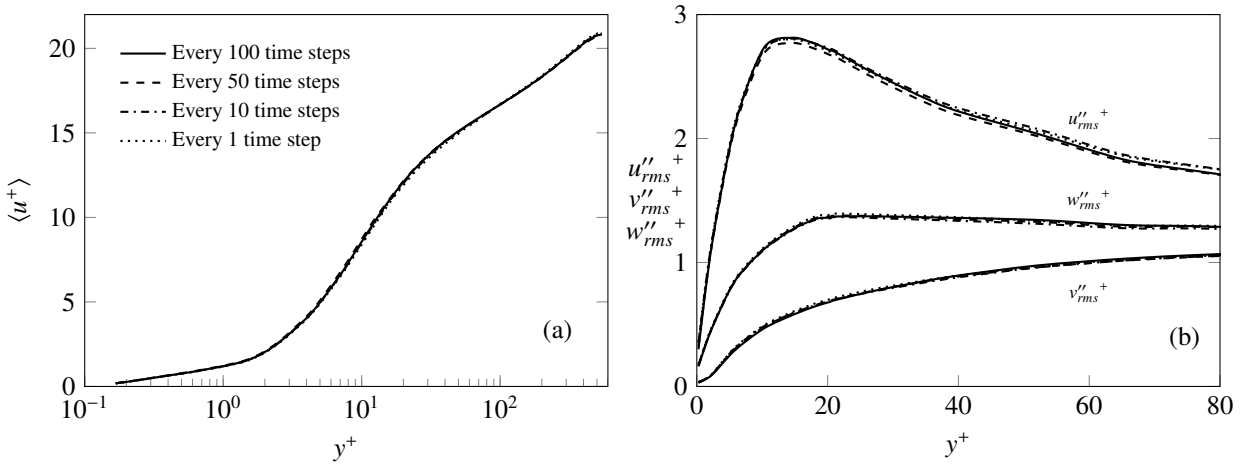 20
15
10
5
0
⟨u⁺⟩
Every 100 time steps
Every 50 time steps
Every 10 time steps
Every 1 time step
(a)
10⁻¹
10⁰
10¹
10²
y⁺
3
2
1
0
u″rms⁺
v″rms⁺
w″rms⁺
u″rms⁺
w″rms⁺
v″rms⁺
(b)
0
20
40
60
80
y⁺